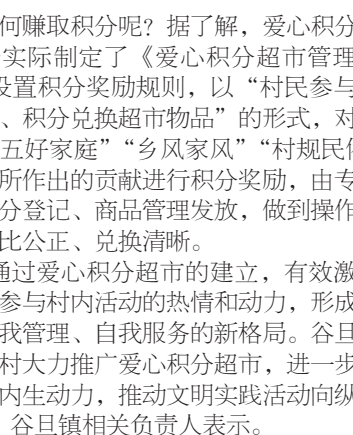 何赚取积分呢？据了解，爱心积分
实际制定了《爱心积分超市管理
设置积分奖励规则，以“村民参与
、积分兑换超市物品”的形式，对
五好家庭”“乡风家风”“村规民
所作出的贡献进行积分奖励，由专
分登记、商品管理发放，做到操作
比公正、兑换清晰。
通过爱心积分超市的建立，有效激
参与村内活动的热情和动力，形成
我管理、自我服务的新格局。谷旦
村大力推广爱心积分超市，进一步
内生动力，推动文明实践活动向纵
谷旦镇相关负责人表示。